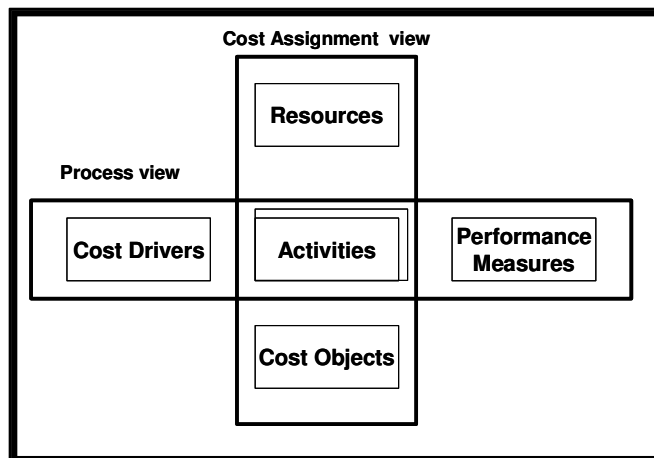 Cost Assignment view
Resources
Process view
Cost Drivers
Activities
Performance
Measures
Cost Objects